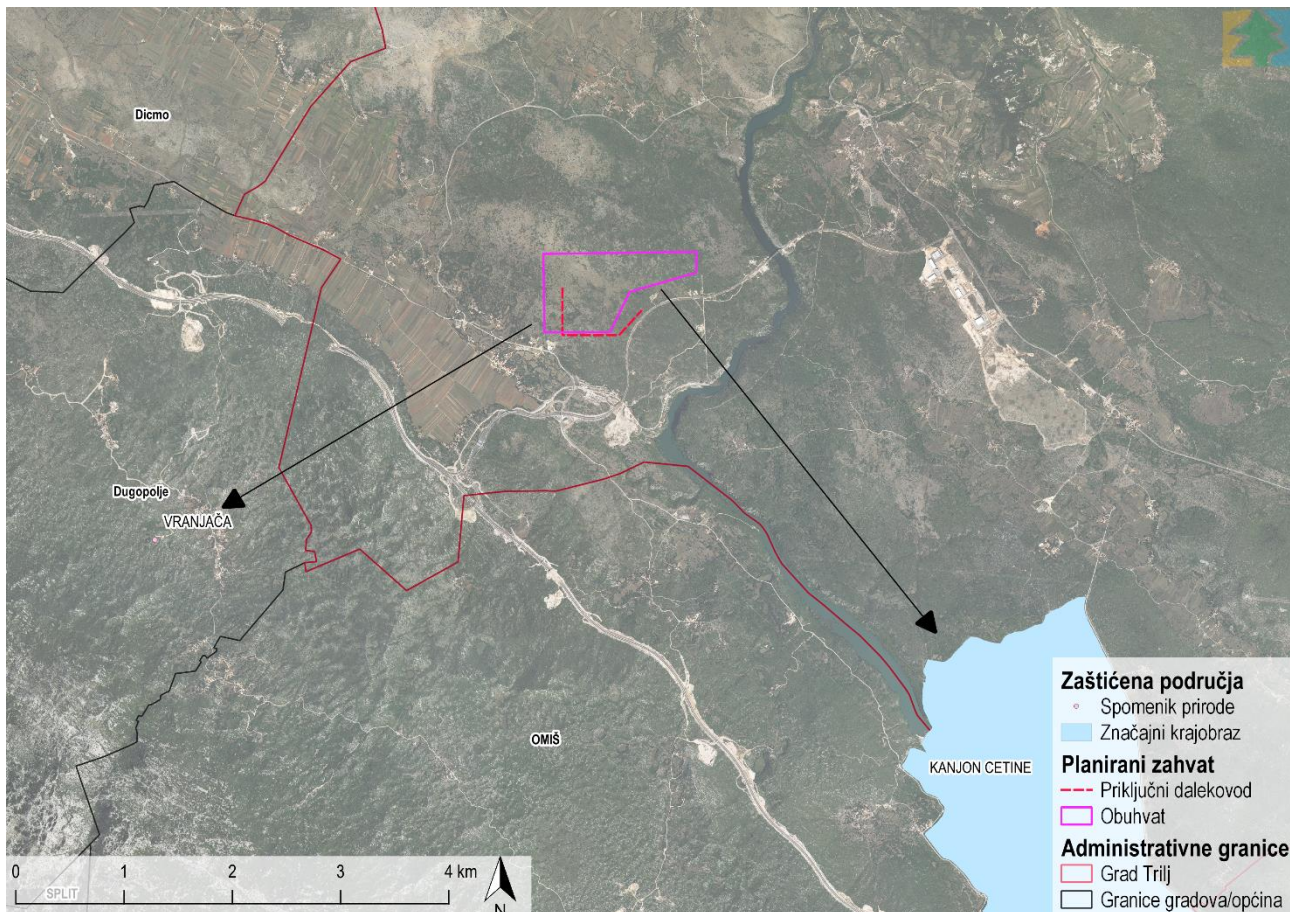 Dicmo
Dugopolje
VRANJAČA
OMIŠ
KANJON CETINE
Zaštićena područja
Spomenik prirode
Značajni krajobraz
Planirani zahvat
Priključni dalekovod
Obuhvat
Administrativne granice
Grad Trilj
Granice gradova/općina
0 1 2 3 4 km
SPLIT
N